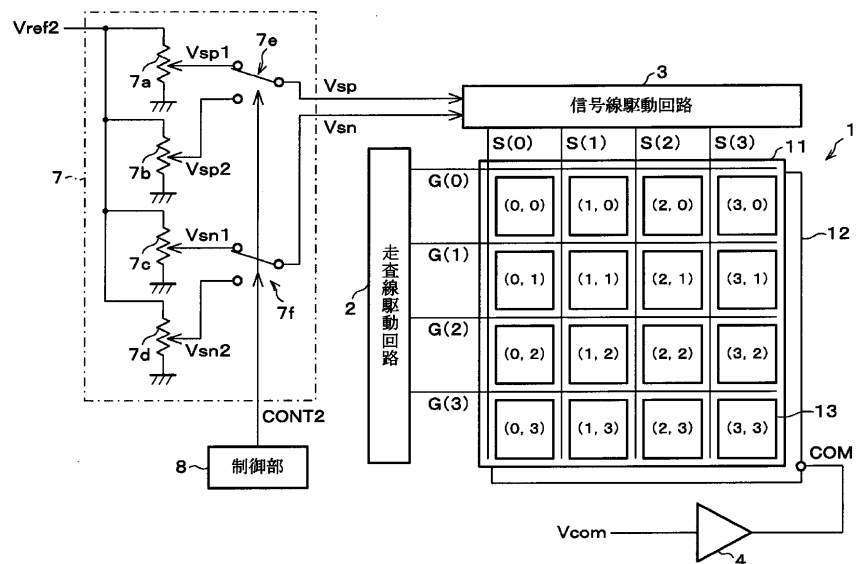 Vref2
7a
Vsp1
7e
Vsp
7b
Vsp2
7
Vsn
7c
Vsn1
7f
7d
Vsn2
CONT2
8
制御部
3
信号線駆動回路
1
S(0) S(1) S(2) S(3)
11
12
2
走査線駆動回路
G(0)
(0, 0) (1, 0) (2, 0) (3, 0)
G(1)
(0, 1) (1, 1) (2, 1) (3, 1)
G(2)
(0, 2) (1, 2) (2, 2) (3, 2)
G(3)
(0, 3) (1, 3) (2, 3) (3, 3)
13
COM
Vcom
4